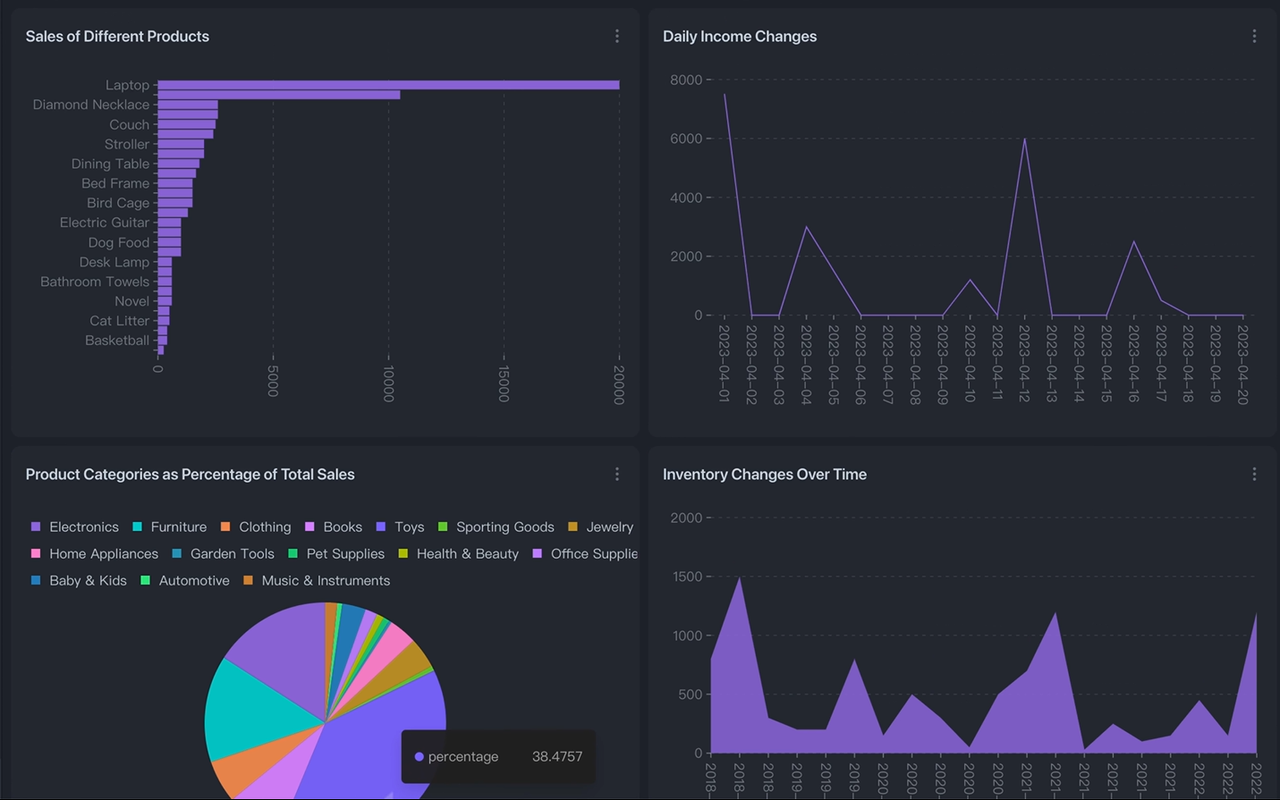 Sales of Different Products
Laptop
Diamond Necklace
Couch
Stroller
Dining Table
Bed Frame
Bird Cage
Electric Guitar
Dog Food
Desk Lamp
Bathroom Towels
Novel
Cat Litter
Basketball
0
5000
10000
15000
20000
Daily Income Changes
8000
6000
4000
2000
0
2023-04-01
2023-04-02
2023-04-03
2023-04-04
2023-04-05
2023-04-06
2023-04-07
2023-04-08
2023-04-09
2023-04-10
2023-04-11
2023-04-12
2023-04-13
2023-04-14
2023-04-15
2023-04-16
2023-04-17
2023-04-18
2023-04-19
2023-04-20
Product Categories as Percentage of Total Sales
Electronics Furniture Clothing Books Toys Sporting Goods Jewelry
Home Appliances Garden Tools Pet Supplies Health & Beauty Office Supplie
Baby & Kids Automotive Music & Instruments
percentage 38.4757
Inventory Changes Over Time
2000
1500
1000
500
0
2018-
2018-
2018-
2019-
2019-
2019-
2020-
2020-
2020-
2020-
2020-
2021-
2021-
2021-
2021-
2021-
2022-
2022-
2022-
2022-